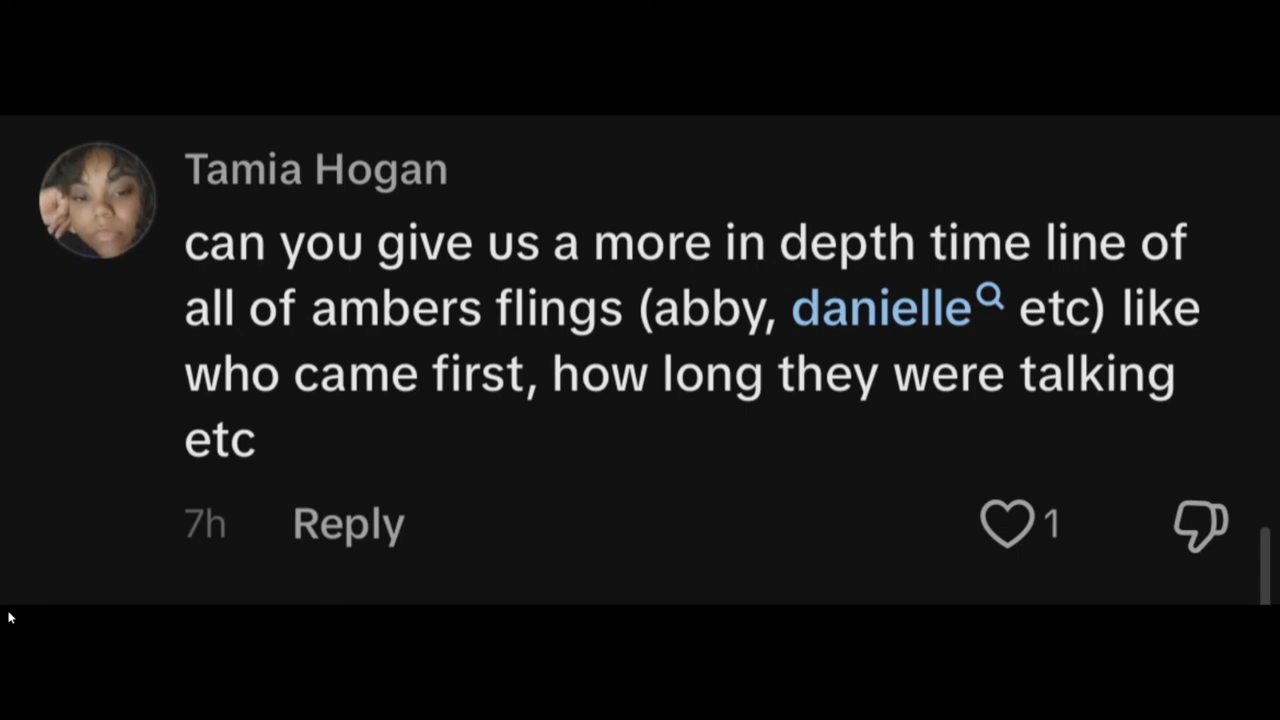 Tamia Hogan
can you give us a more in depth time line of
all of ambers flings (abby, danielle etc) like
who came first, how long they were talking
etc
7h Reply 1